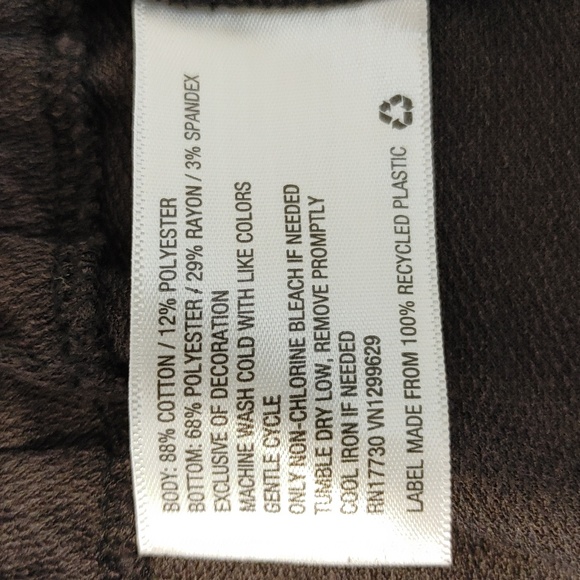 BODY: 88% COTTON / 12% POLYESTER
BOTTOM: 68% POLYESTER / 29% RAYON / 3% SPANDEX
EXCLUSIVE OF DECORATION
MACHINE WASH COLD WITH LIKE COLORS
GENTLE CYCLE
ONLY NON-CHLORINE BLEACH IF NEEDED
TUMBLE DRY LOW, REMOVE PROMPTLY
COOL IRON IF NEEDED
RN17730 VN1299629
LABEL MADE FROM 100% RECYCLED PLASTIC